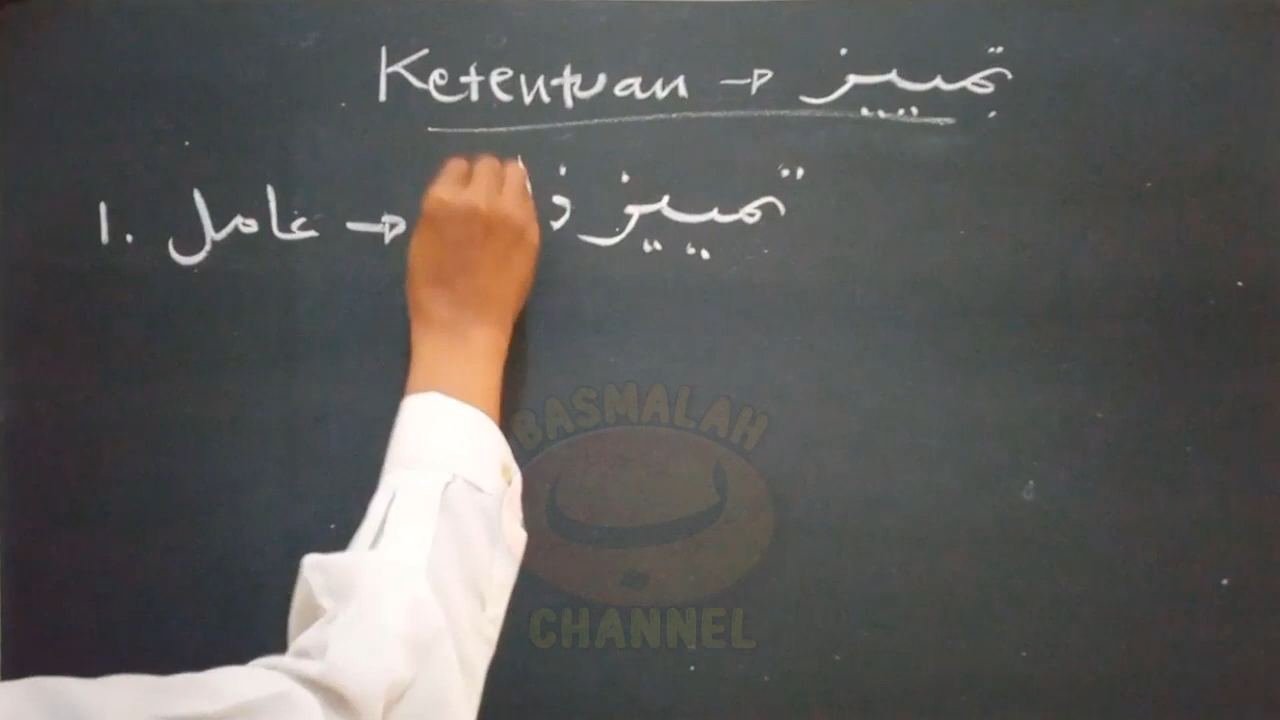 Ketentuan → تمييز
1. عامل → تمييز
BASMALAH
ب
CHANNEL